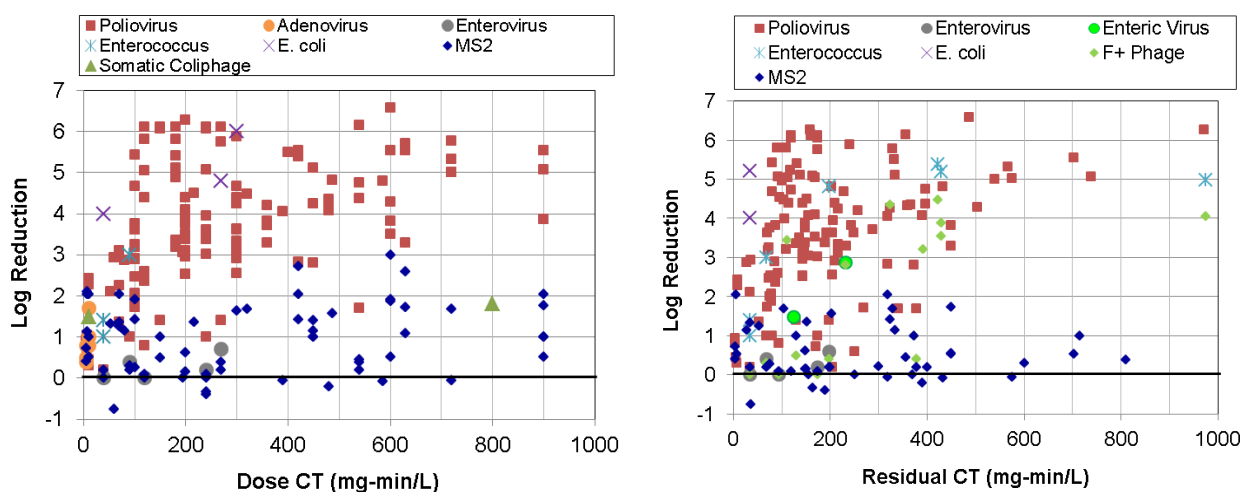 Poliovirus Adenovirus Enterovirus
Enterococcus E. coli MS2
Somatic Coliphage
7
6
5
4
3
2
1
0
-1
Log Reduction
0 200 400 600 800 1000
Dose CT (mg-min/L)
Poliovirus Enterovirus Enteric Virus
Enterococcus E. coli F+ Phage
MS2
7
6
5
4
3
2
1
0
-1
Log Reduction
0 200 400 600 800 1000
Residual CT (mg-min/L)